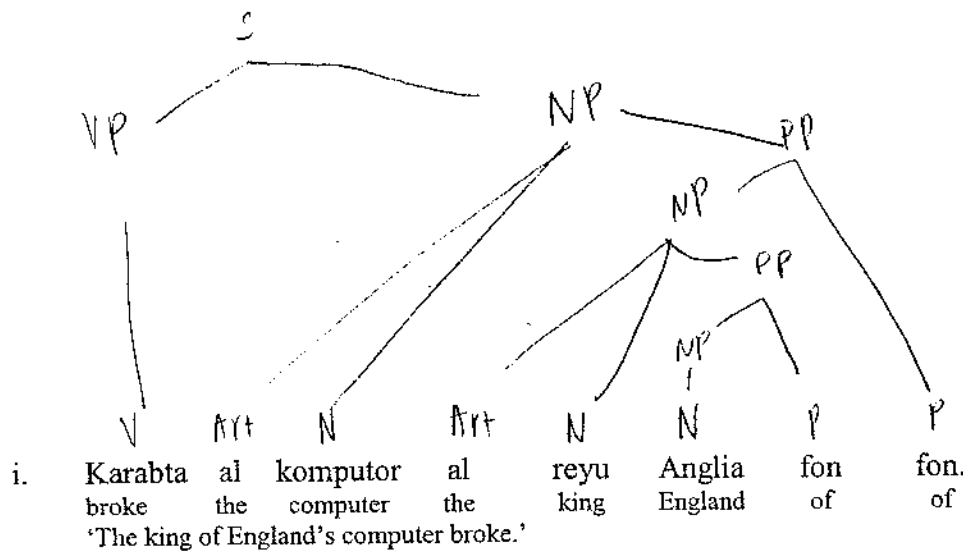 S
VP NP PP
NP
PP
NP
V Art N Art N N P P
i. Karabta al komputor al reyu Anglia fon fon.
broke the computer the king England of of
‘The king of England’s computer broke.’